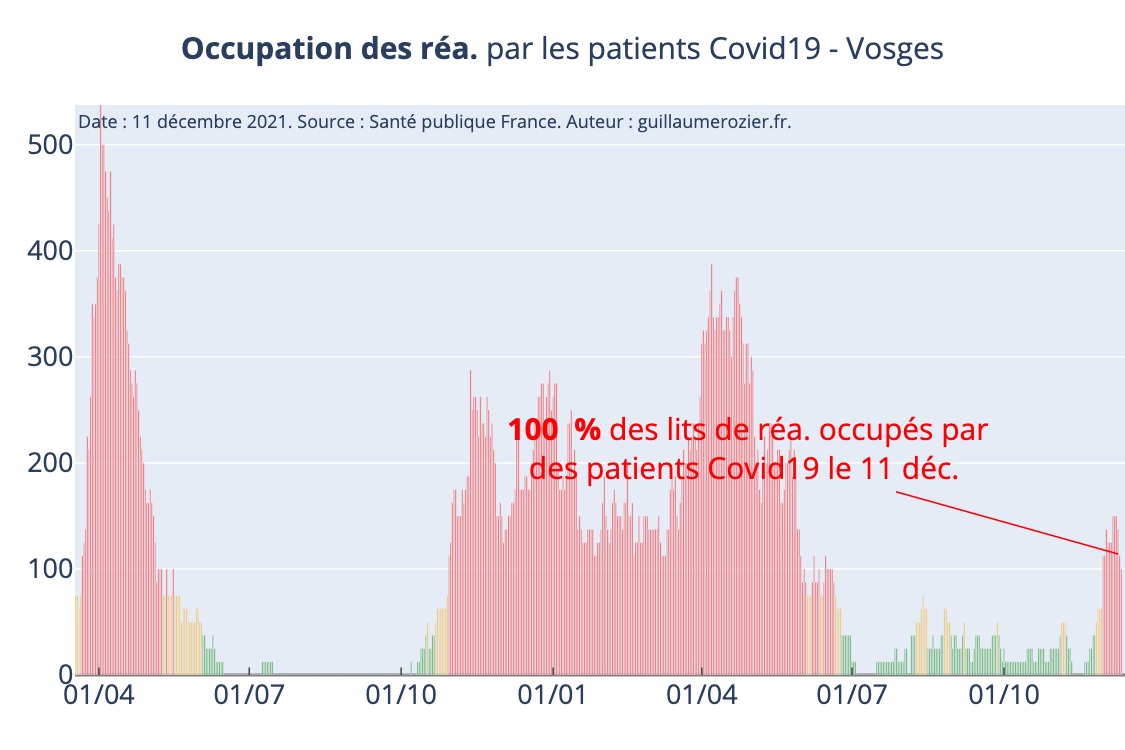 Occupation des réa. par les patients Covid19 - Vosges
Date : 11 décembre 2021. Source : Santé publique France. Auteur : guillaumerozier.fr.
500
400
300
100 % des lits de réa. occupés par
200
des patients Covid19 le 11 déc.
100
0
01/04 01/07 01/10 01/01 01/04 01/07 01/10